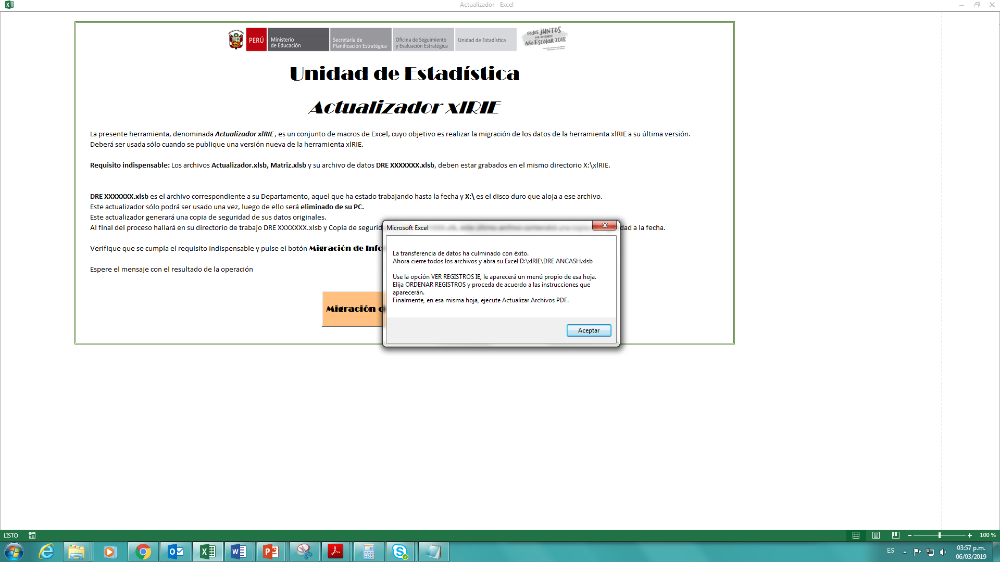 Actualizador - Excel
PERÚ
Ministerio
de Educación
Secretaría de
Planificación Estratégica
Oficina de Seguimiento
y Evaluación Estratégica
Unidad de Estadística
Todos JUNTOS
POR UN BUEN
AÑO ESCOLAR 2018
Unidad de Estadística
Actualizador xlRIE
La presente herramienta, denominada Actualizador xlRIE, es un conjunto de macros de Excel, cuyo objetivo es realizar la migración de los datos de la herramienta xlRIE a su última versión.
Deberá ser usada sólo cuando se publique una versión nueva de la herramienta xlRIE.
Requisito indispensable: Los archivos Actualizador.xlsb, Matriz.xlsb y su archivo de datos DRE XXXXXXX.xlsb, deben estar grabados en el mismo directorio X:\xlRIE.
DRE XXXXXXX.xlsb es el archivo correspondiente a su Departamento, aquel que ha estado trabajando hasta la fecha y X:\ es el disco duro que aloja a ese archivo.
Este actualizador sólo podrá ser usado una vez, luego de ello será eliminado de su PC.
Este actualizador generará una copia de seguridad de sus datos originales.
Al final del proceso hallará en su directorio de trabajo DRE XXXXXXX.xlsb y Copia de segurid dad a la fecha.
Verifique que se cumpla el requisito indispensable y pulse el botón Migración de Info
Espere el mensaje con el resultado de la operación
Migración d
Microsoft Excel
La transferencia de datos ha culminado con éxito.
Ahora cierre todos los archivos y abra su Excel D:\xlRIE\DRE ANCASH.xlsb
Use la opción VER REGISTROS IE, le aparecerá un menú propio de esa hoja.
Elija ORDENAR REGISTROS y proceda de acuerdo a las instrucciones que
aparecerán.
Finalmente, en esa misma hoja, ejecute Actualizar Archivos PDF.
Aceptar
LISTO
100 %
ES
03:57 p.m.
06/03/2019